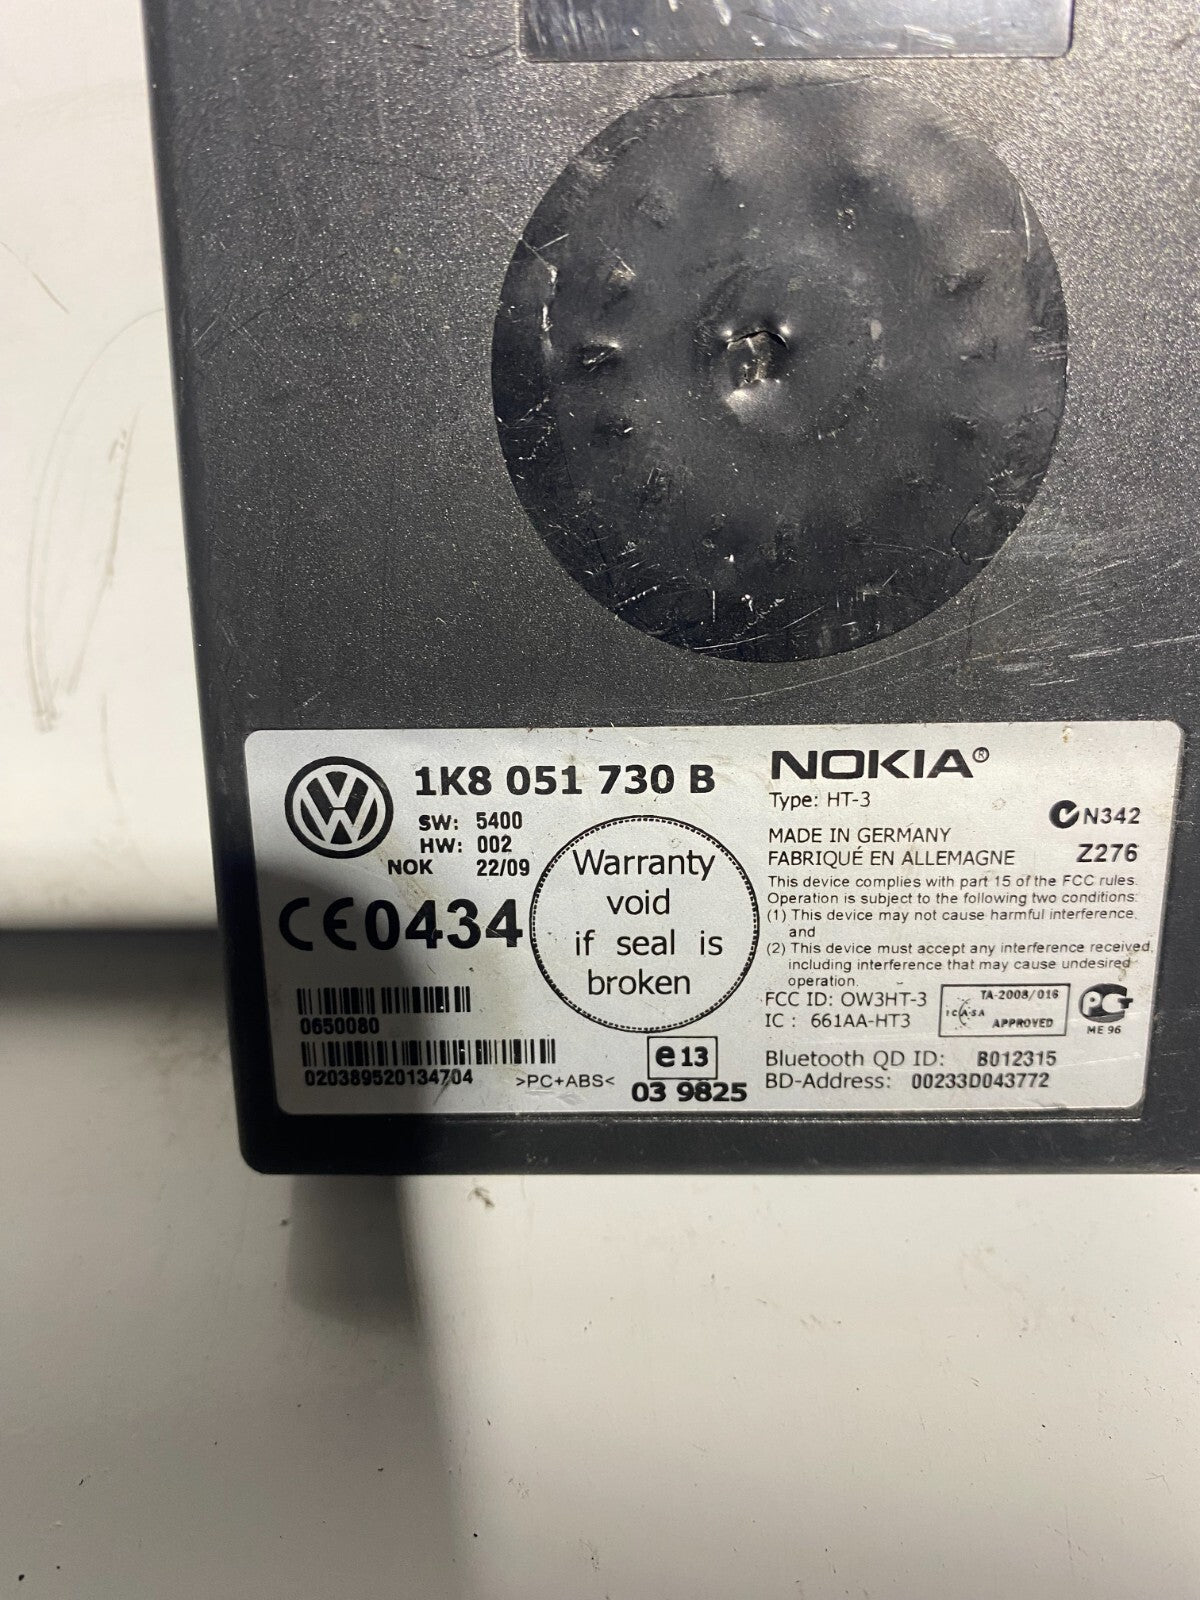 1K8 051 730 B
SW: 5400
HW: 002
NOK 22/09
CE0434
Warranty
void
if seal is
broken
0650080
020389520134704
>PC+ABS<
e13
03 9825
NOKIA®
Type: HT-3
N342
MADE IN GERMANY
FABRIQUÉ EN ALLEMAGNE
Z276
This device complies with part 15 of the FCC rules.
Operation is subject to the following two conditions:
(1) This device may not cause harmful interference,
and
(2) This device must accept any interference received,
including interference that may cause undesired
operation.
FCC ID: OW3HT-3
IC : 661AA-HT3
TA-2008/016
ICASA
APPROVED
ME 96
Bluetooth QD ID: B012315
BD-Address: 00233D043772